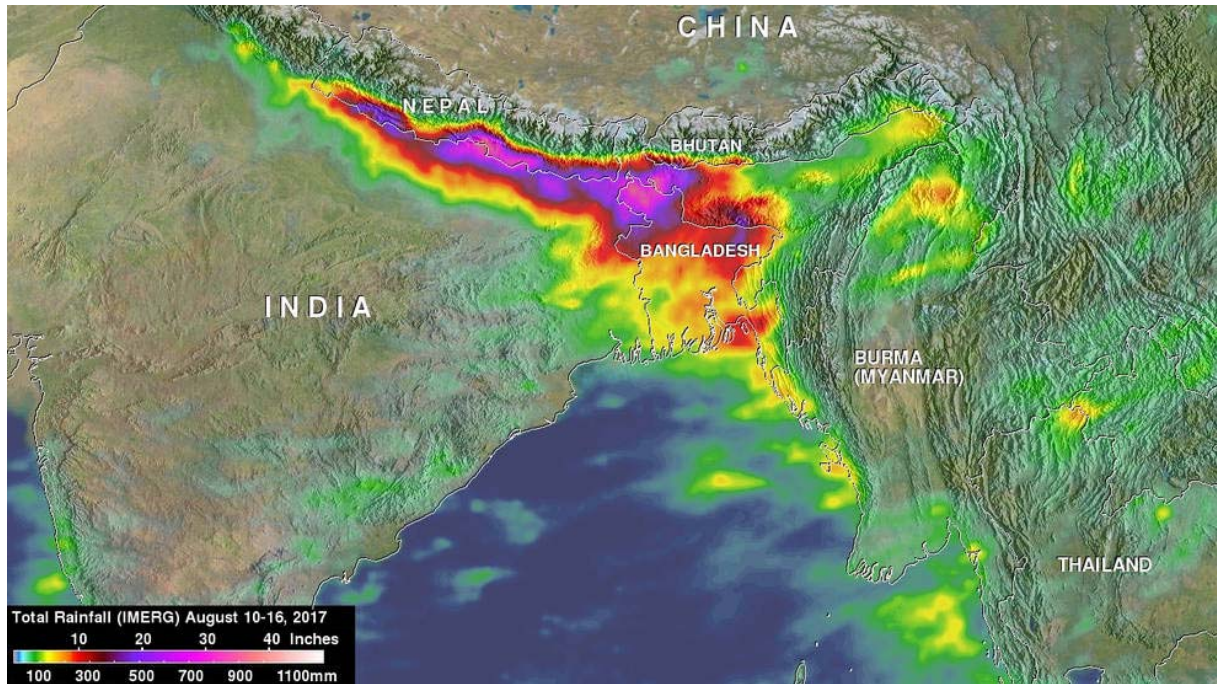 CHINA
NEPAL
BHUTAN
BANGLADESH
INDIA
BURMA
(MYANMAR)
THAILAND
Total Rainfall (IMERG) August 10-16, 2017
10 20 30 40 Inches
100 300 500 700 900 1100mm